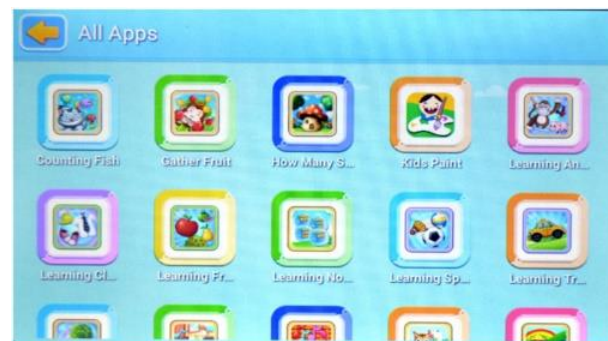 All Apps
Counting Fish
Gather Fruit
How Many S...
Kids Paint
Learning An...
Learning Cl...
Learning Fr...
Learning No...
Learning Sp...
Learning Tr...